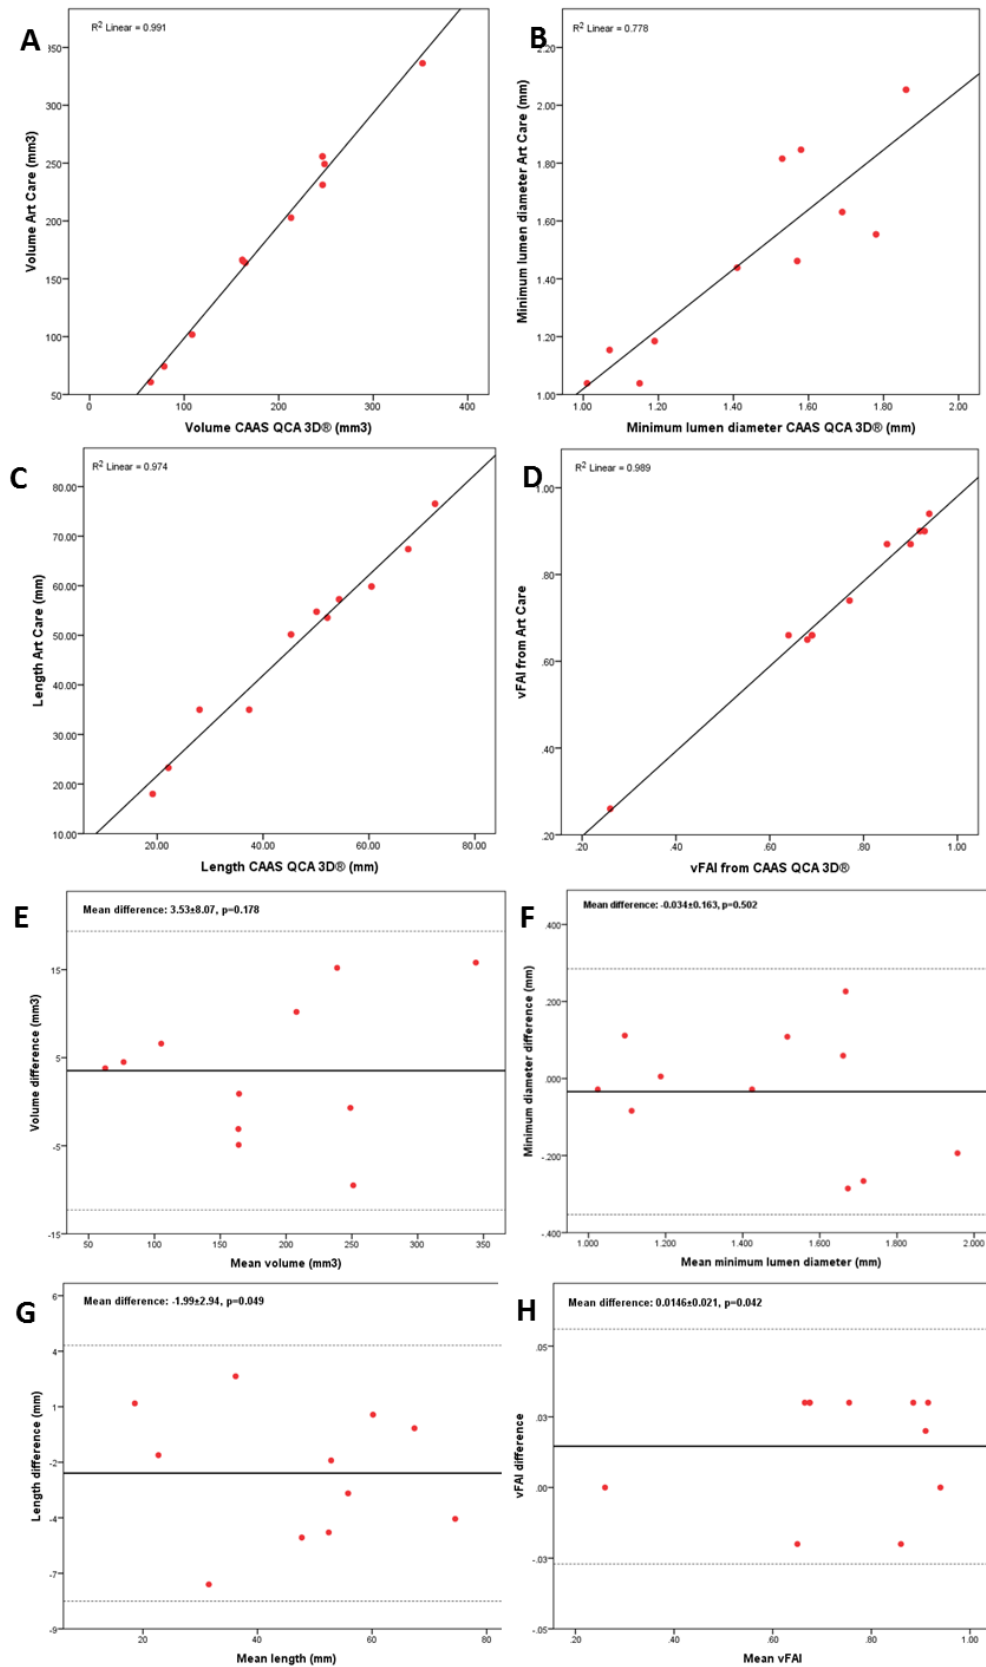 A
R2 Linear = 0.991
350
300
250
200
150
100
50
0
100
200
300
400
Volume Art Care (mm3)
Volume CAAS QCA 3D® (mm3)
B
R2 Linear = 0.778
2.20
2.00
1.80
1.60
1.40
1.20
1.00
1.00
1.20
1.40
1.60
1.80
2.00
Minimum lumen diameter Art Care (mm)
Minimum lumen diameter CAAS QCA 3D® (mm)
C
R2 Linear = 0.974
80.00
70.00
60.00
50.00
40.00
30.00
20.00
10.00
20.00
40.00
60.00
80.00
Length Art Care (mm)
Length CAAS QCA 3D® (mm)
D
R2 Linear = 0.989
1.00
.80
.60
.40
.20
.20
.40
.60
.80
1.00
vFAI from Art Care
vFAI from CAAS QCA 3D®
E
Mean difference: 3.53±8.07, p=0.178
15
5
-5
-15
50
100
150
200
250
300
350
Volume difference (mm3)
Mean volume (mm3)
F
Mean difference: -0.034±0.163, p=0.502
.400
.200
.000
-.200
-.400
1.000
1.200
1.400
1.600
1.800
2.000
Minimum diameter difference (mm)
Mean minimum lumen diameter (mm)
G
Mean difference: -1.99±2.94, p=0.049
6
4
1
-2
-4
-7
-9
20
40
60
80
Length difference (mm)
Mean length (mm)
H
Mean difference: 0.0146±0.021, p=0.042
.05
.03
.00
-.03
-.05
.20
.40
.60
.80
1.00
vFAI difference
Mean vFAI